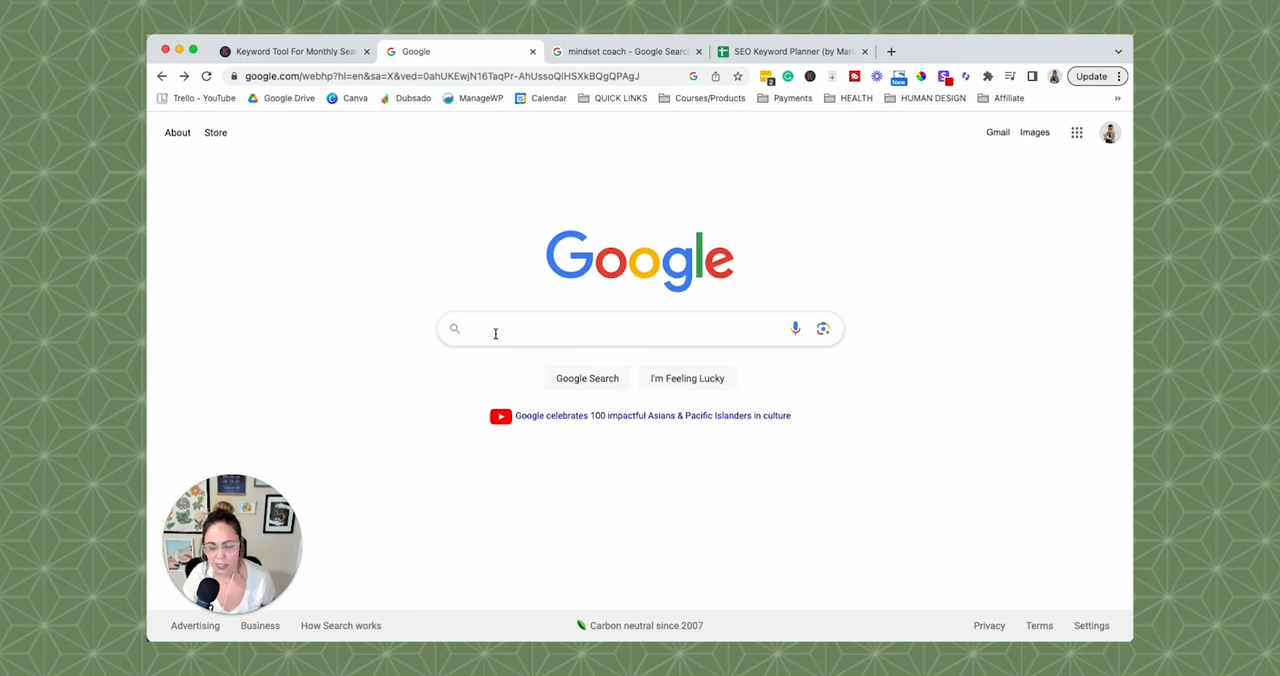 Keyword Tool For Monthly Sea
Google
mindset coach - Google Searc
SEO Keyword Planner (by Mar
google.com/webhp?hl=en&sa=X&ved=0ahUKEwjN16TaqPr-AhUssoQIHSXkBQgQPAgJ
New
2
Update
Trello - YouTube
Google Drive
Canva
Dubsado
ManageWP
Calendar
QUICK LINKS
Courses/Products
Payments
HEALTH
HUMAN DESIGN
Affiliate
»
About
Store
Gmail
Images
Google
Google Search
I'm Feeling Lucky
Google celebrates 100 impactful Asians & Pacific Islanders in culture
Advertising
Business
How Search works
Carbon neutral since 2007
Privacy
Terms
Settings